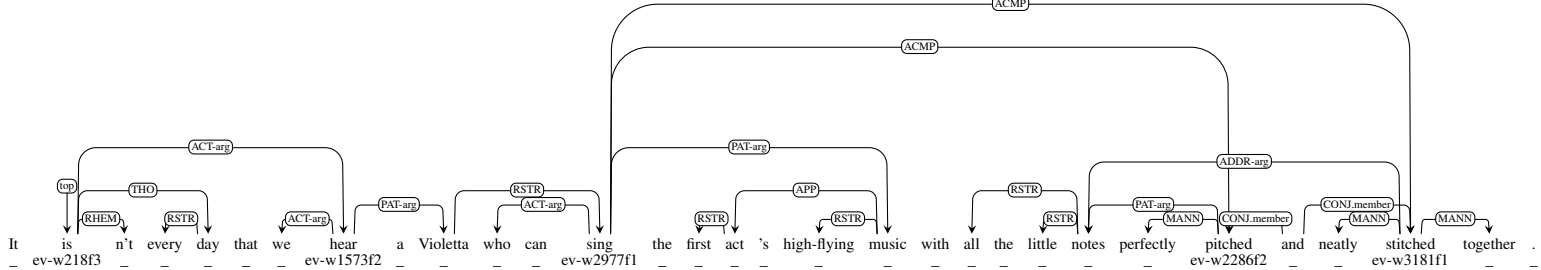 ACMP
ACMP
ACT-arg PAT-arg
ADDR-arg
top THO RSTR APP RSTR
PAT-arg ACT-arg PAT-arg CONJ.member
RHEM RSTR ACT-arg RSTR RSTR RSTR MANN CONJ.member MANN MANN
It is n't every day that we hear a Violetta who can sing the first act 's high-flying music with all the little notes perfectly pitched and neatly stitched together .
_ ev-w218f3 _ _ _ _ _ ev-w1573f2 _ _ _ _ ev-w2977f1 _ _ _ _ _ _ _ _ _ _ _ _ ev-w2286f2 _ _ ev-w3181f1 _ _